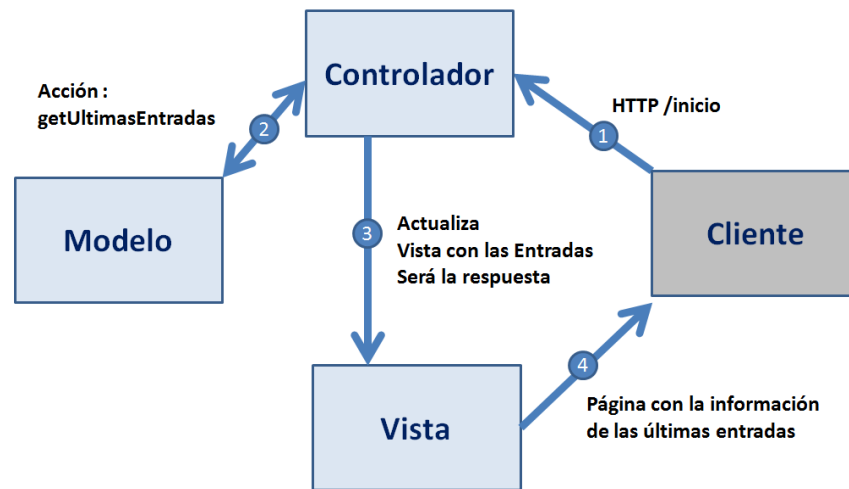 Controlador
Acción :
getUltimasEntradas
HTTP /inicio
2
1
Modelo
3
Actualiza
Vista con las Entradas
Será la respuesta
Cliente
4
Vista
Página con la información
de las últimas entradas